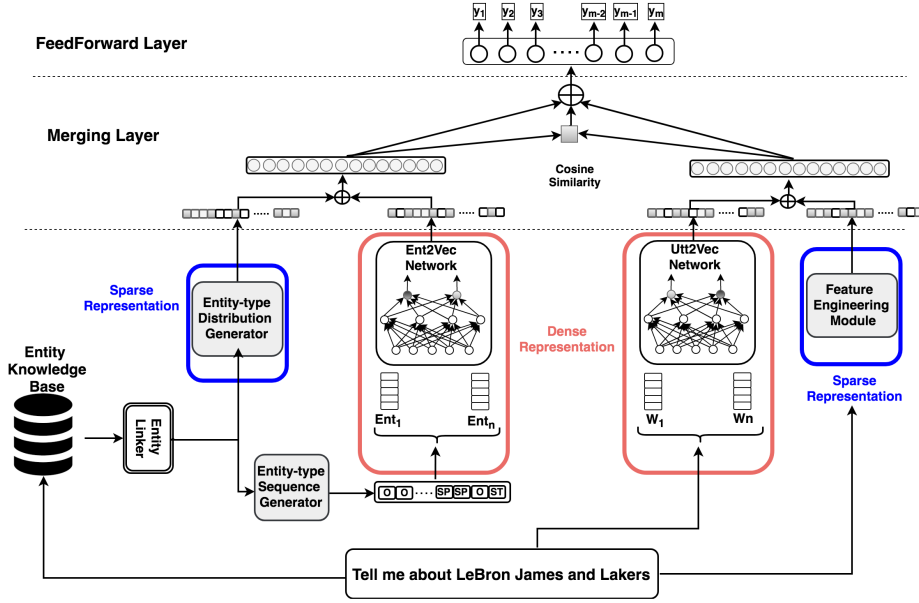 y1 y2 y3 ym-2 ym-1 ym
FeedForward Layer
Merging Layer
Cosine
Similarity
Sparse
Representation
Entity-type
Distribution
Generator
Ent2Vec
Network
Dense
Representation
Utt2Vec
Network
Feature
Engineering
Module
Sparse
Representation
Entity
Knowledge
Base
Entity
Linker
Ent1 Entn
W1 Wn
Entity-type
Sequence
Generator
O O ····· SP SP O ST
Tell me about LeBron James and Lakers